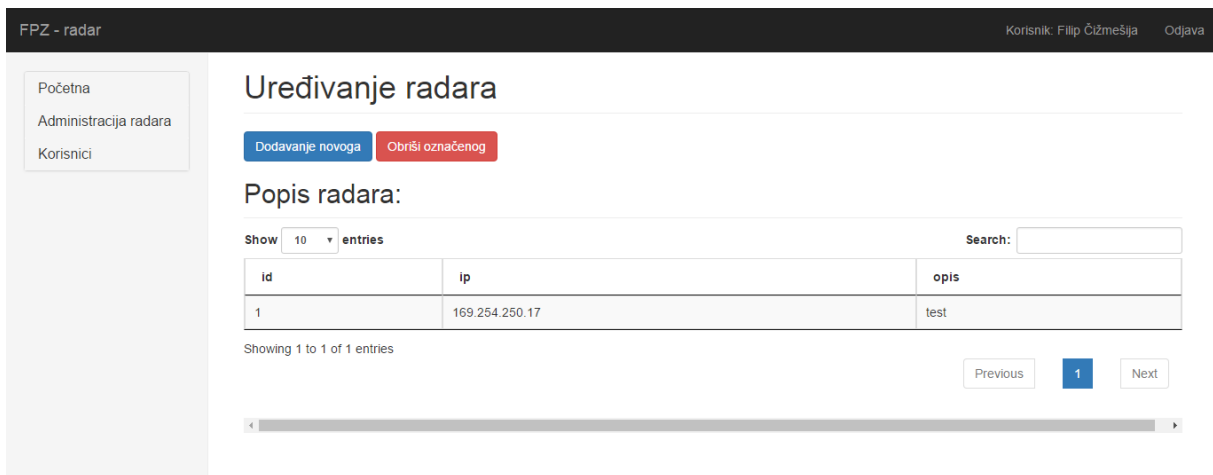 FPZ - radar Korisnik: Filip Čižmešija Odjava
Početna
Administracija radara
Korisnici
Uređivanje radara
Dodavanje novoga Obriši označenog
Popis radara:
Show 10 entries Search:
id ip opis
1 169.254.250.17 test
Showing 1 to 1 of 1 entries
Previous 1 Next